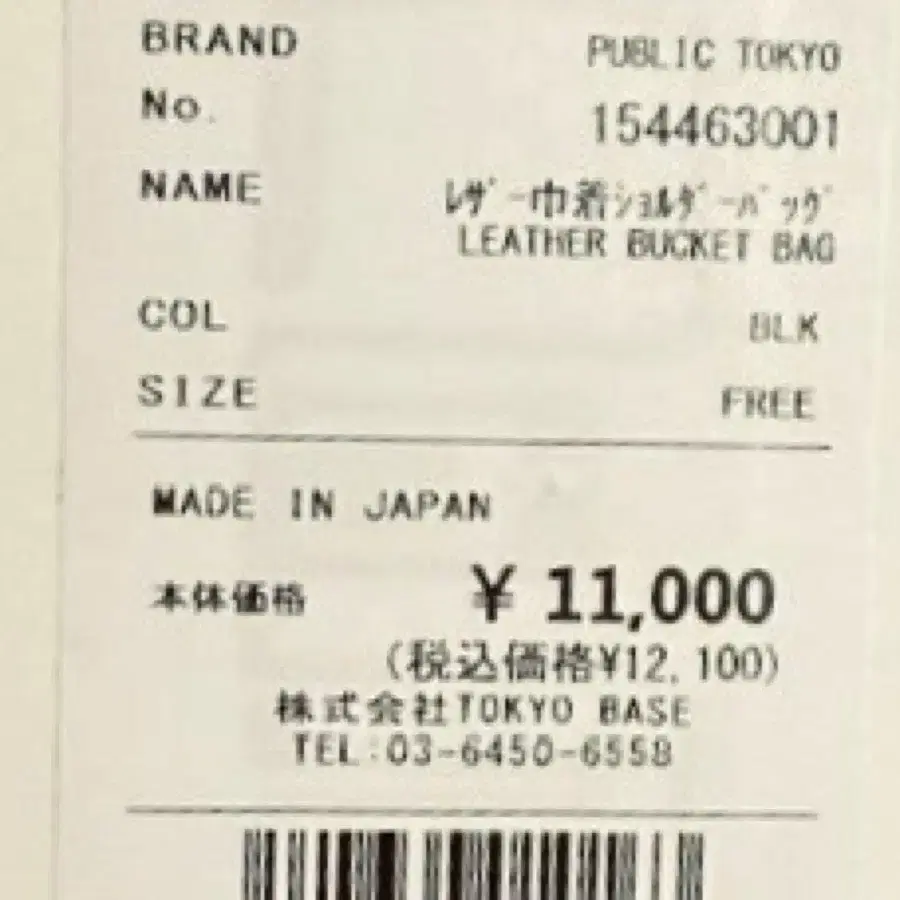 BRAND PUBLIC TOKYO
No. 154463001
NAME ﾚｻﾞｰ巾着ｼｮﾙﾀﾞｰﾊﾞｯｸﾞ
LEATHER BUCKET BAG
COL BLK
SIZE FREE
MADE IN JAPAN
本体価格 ¥ 11,000
(税込価格¥12,100)
株式会社TOKYO BASE
TEL:03-6450-6558